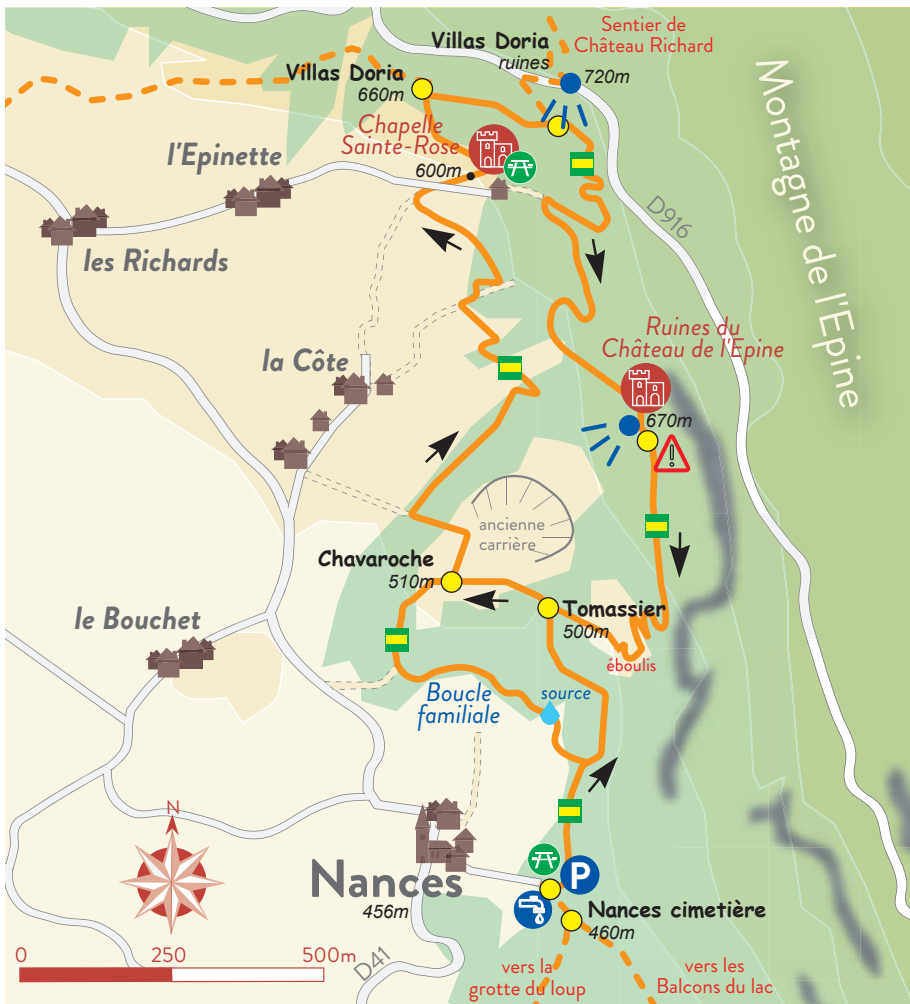 Sentier de
Château Richard
Villas Doria
ruines
720m
Villas Doria
660m
Montagne de l'Epine
Chapelle
Sainte-Rose
600m
l'Epinette
D916
les Richards
Ruines du
Château de l'Epine
la Côte
670m
ancienne
carrière
Chavaroche
510m
Tomassier
500m
le Bouchet
éboulis
Boucle
familiale
source
N
P
Nances
456m
Nances cimetière
460m
0 250 500m
D41
vers la
grotte du loup
vers les
Balcons du lac